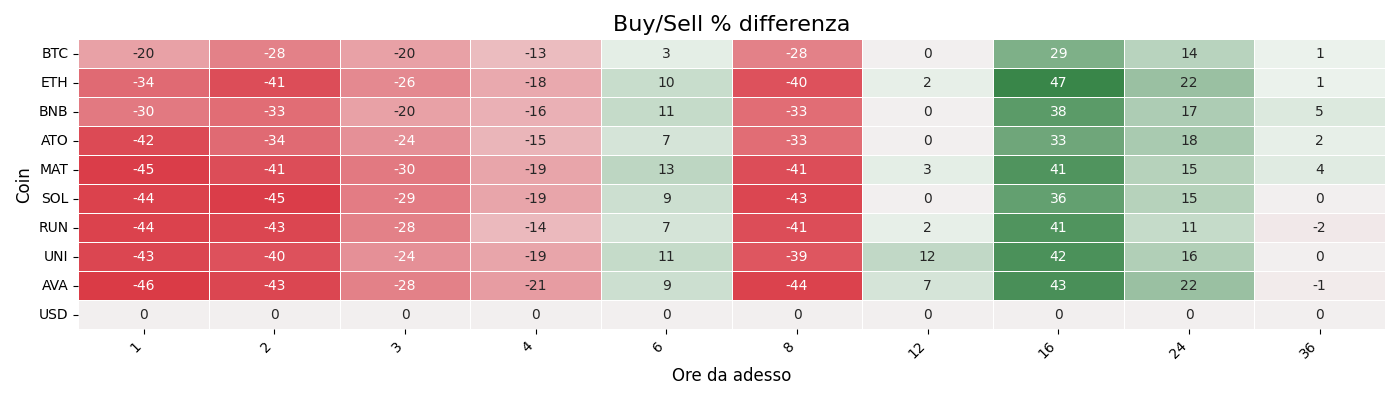 Buy/Sell % differenza
Coin
BTC -20 -28 -20 -13 3 -28 0 29 14 1
ETH -34 -41 -26 -18 10 -40 2 47 22 1
BNB -30 -33 -20 -16 11 -33 0 38 17 5
ATO -42 -34 -24 -15 7 -33 0 33 18 2
MAT -45 -41 -30 -19 13 -41 3 41 15 4
SOL -44 -45 -29 -19 9 -43 0 36 15 0
RUN -44 -43 -28 -14 7 -41 2 41 11 -2
UNI -43 -40 -24 -19 11 -39 12 42 16 0
AVA -46 -43 -28 -21 9 -44 7 43 22 -1
USD 0 0 0 0 0 0 0 0 0 0
1 2 3 4 6 8 12 16 24 36
Ore da adesso